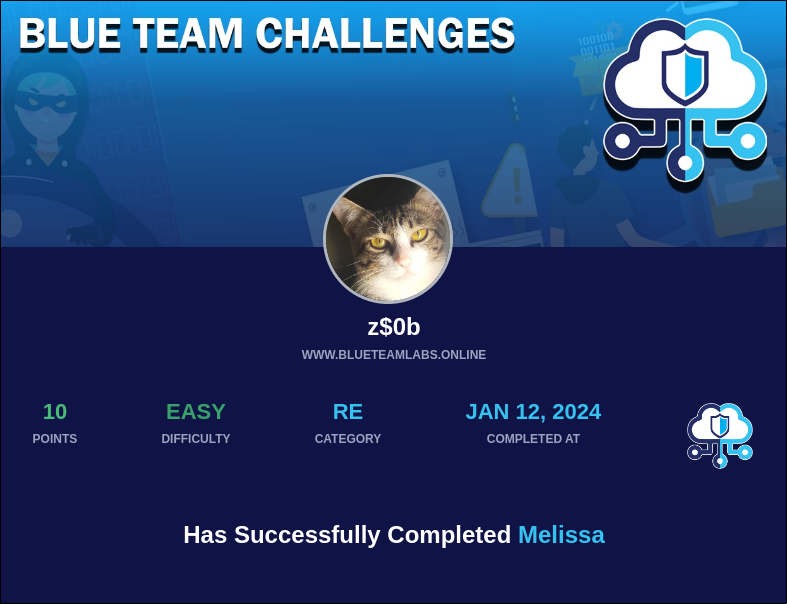 BLUE TEAM CHALLENGES
100100
001101
z$0b
WWW.BLUETEAMLABS.ONLINE
10
POINTS
EASY
DIFFICULTY
RE
CATEGORY
JAN 12, 2024
COMPLETED AT
Has Successfully Completed Melissa